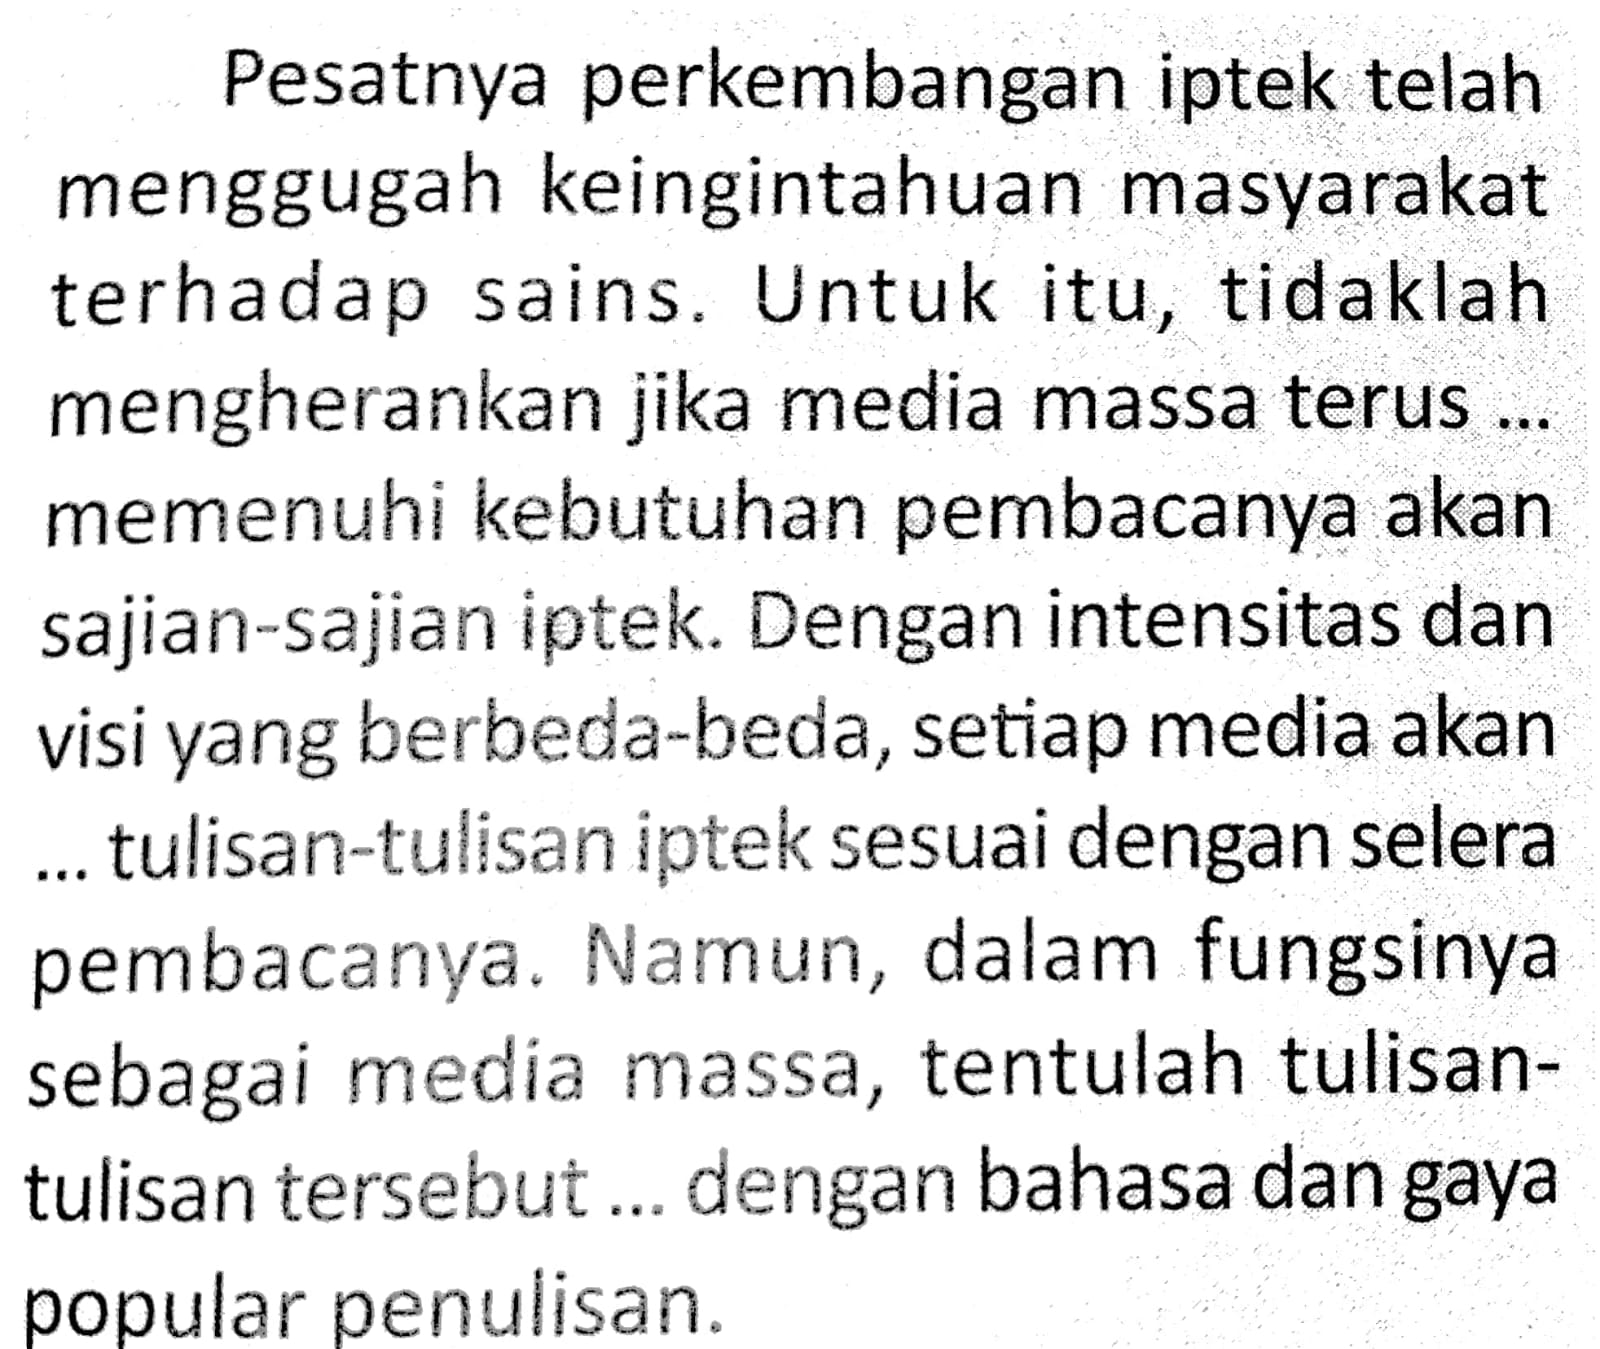 Pesatnya perkembangan iptek telah
menggugah keingintahuan masyarakat
terhadap sains. Untuk itu, tidaklah
mengherankan jika media massa terus ...
memenuhi kebutuhan pembacanya akan
sajian-sajian iptek. Dengan intensitas dan
visi yang berbeda-beda, setiap media akan
... tulisan-tulisan iptek sesuai dengan selera
pembacanya. Namun, dalam fungsinya
sebagai media massa, tentulah tulisan-
tulisan tersebut ... dengan bahasa dan gaya
popular penulisan.